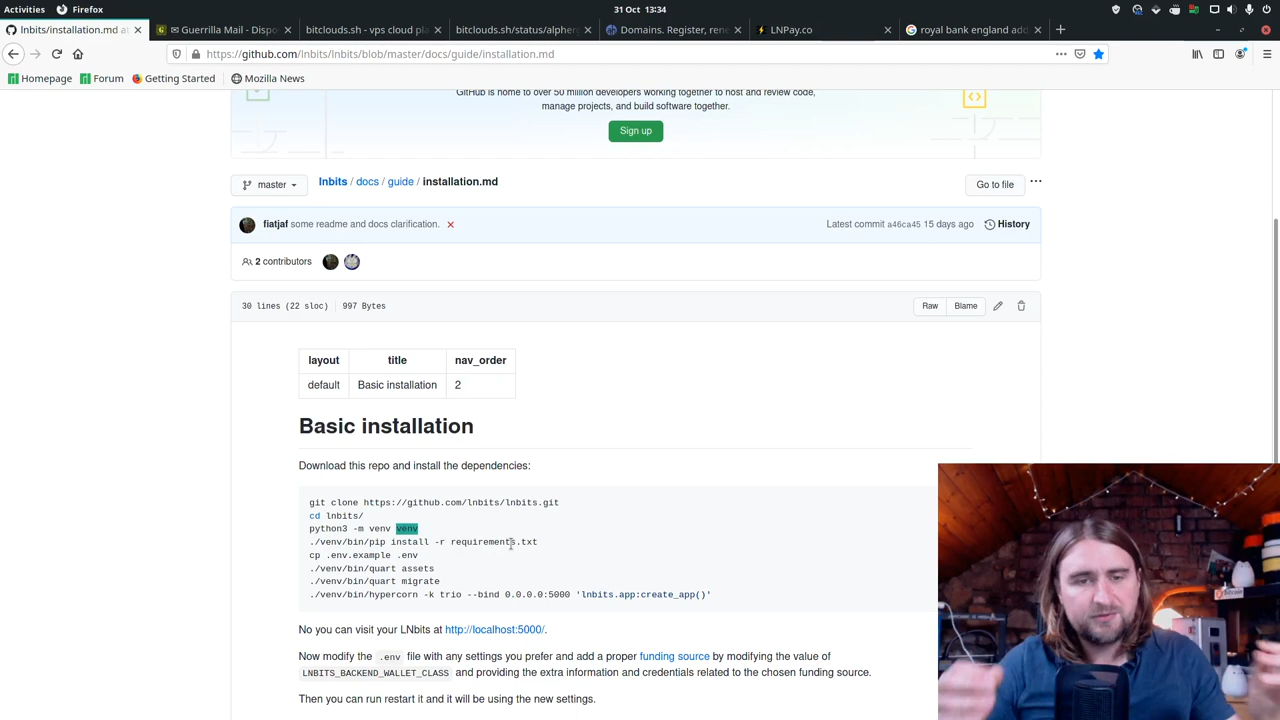 Activities Firefox 31 Oct 13:34
lnbits/installation.md at
Guerrilla Mail - Dispos
bitclouds.sh - vps cloud pla
bitclouds.sh/status/alpherg
Domains. Register, rene
LNPay.co
royal bank england add
https://github.com/lnbits/lnbits/blob/master/docs/guide/installation.md
Homepage Forum Getting Started Mozilla News
GitHub is home to over 50 million developers working together to host and review code,
manage projects, and build software together.
Sign up
master lnbits / docs / guide / installation.md Go to file
fiatjaf some readme and docs clarification. Latest commit a46ca45 15 days ago History
2 contributors
30 lines (22 sloc) 997 Bytes Raw Blame
layout title nav_order
default Basic installation 2
Basic installation
Download this repo and install the dependencies:
git clone https://github.com/lnbits/lnbits.git
cd lnbits/
python3 -m venv venv
./venv/bin/pip install -r requirements.txt
cp .env.example .env
./venv/bin/quart assets
./venv/bin/quart migrate
./venv/bin/hypercorn -k trio --bind 0.0.0.0:5000 'lnbits.app:create_app()'
No you can visit your LNbits at http://localhost:5000/.
Now modify the .env file with any settings you prefer and add a proper funding source by modifying the value of
LNBITS_BACKEND_WALLET_CLASS and providing the extra information and credentials related to the chosen funding source.
Then you can run restart it and it will be using the new settings.